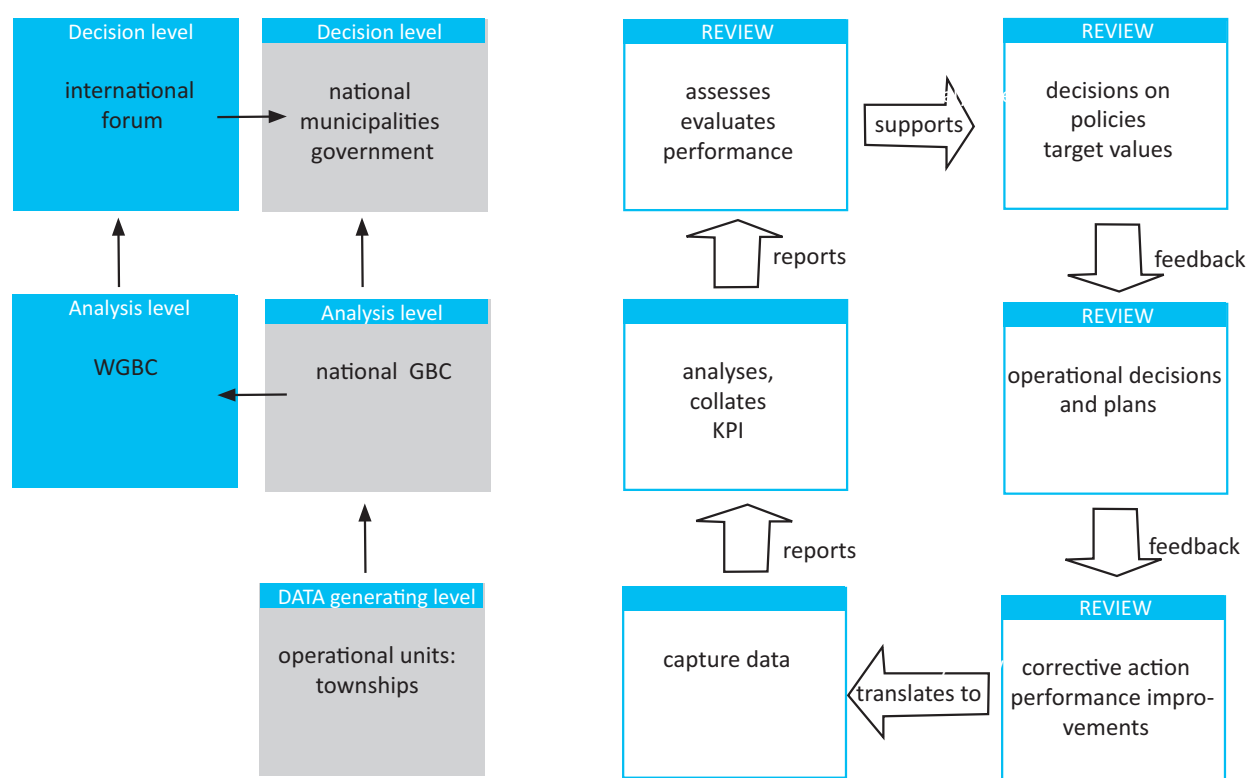 Decision level
international
forum
Decision level
national
municipalities
government
Analysis level
WGBC
Analysis level
national GBC
DATA generating level
operational units:
townships
REVIEW
assesses
evaluates
performance
supports
REVIEW
decisions on
policies
target values
reports
feedback
analyses,
collates
KPI
REVIEW
operational decisions
and plans
reports
feedback
capture data
translates to
REVIEW
corrective action
performance impro-
vements